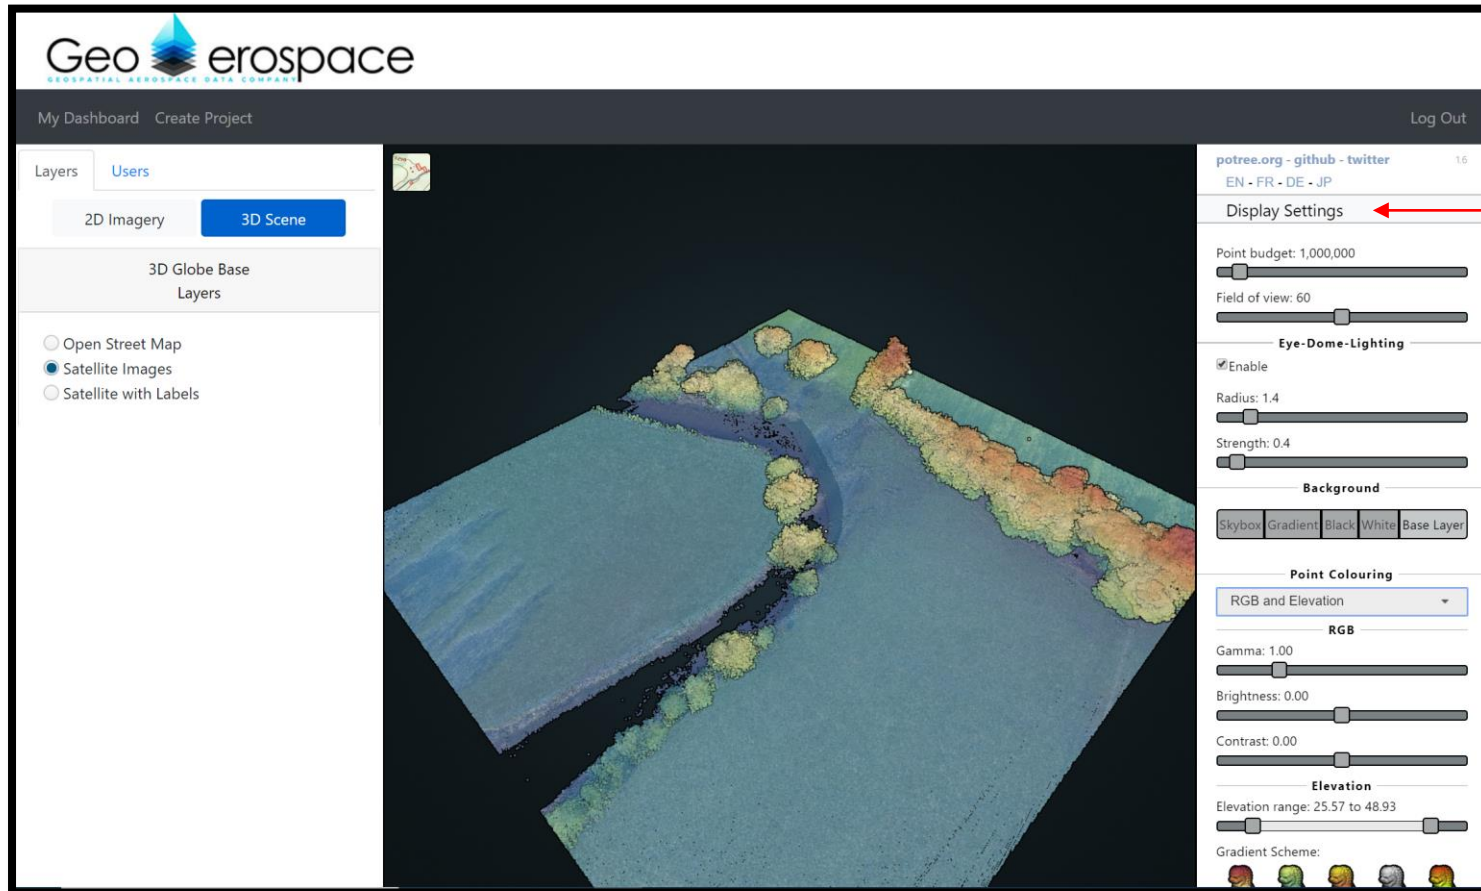 Geo erospace
GEOSPATIAL AEROSPACE DATA COMPANY
My Dashboard Create Project Log Out
Layers Users
2D Imagery 3D Scene
3D Globe Base
Layers
Open Street Map
Satellite Images
Satellite with Labels
potree.org - github - twitter 1.6
EN - FR - DE - JP
Display Settings
Point budget: 1,000,000
Field of view: 60
Eye-Dome-Lighting
Enable
Radius: 1.4
Strength: 0.4
Background
Skybox Gradient Black White Base Layer
Point Colouring
RGB and Elevation
RGB
Gamma: 1.00
Brightness: 0.00
Contrast: 0.00
Elevation
Elevation range: 25.57 to 48.93
Gradient Scheme: